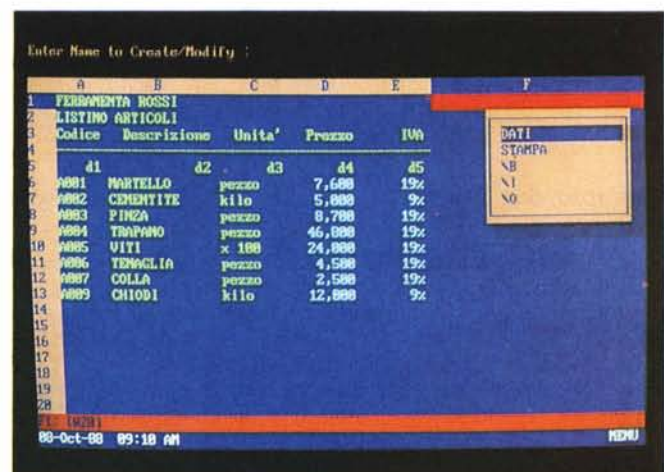 Enter Name to Create/Modify :
A B C D E F
1 FERRAMENTA ROSSI
2 LISTINO ARTICOLI
3 Codice Descrizione Unita' Prezzo IVA
4
5 d1 d2 d3 d4 d5
6 A001 MARTELLO pezzo 7,600 19%
7 A002 CEMENTITE kilo 5,000 9%
8 A003 PINZA pezzo 8,700 19%
9 A004 TRAPANO pezzo 46,000 19%
10 A005 VITI x 100 24,000 19%
11 A006 TENAGLIA pezzo 4,500 19%
12 A007 COLLA pezzo 2,500 19%
13 A009 CHIODI kilo 12,000 9%
14
15
16
17
18
19
20
DATI
STAMPA
\B
\I
\O
F1: [W20]
08-Oct-88 09:10 AM MENU